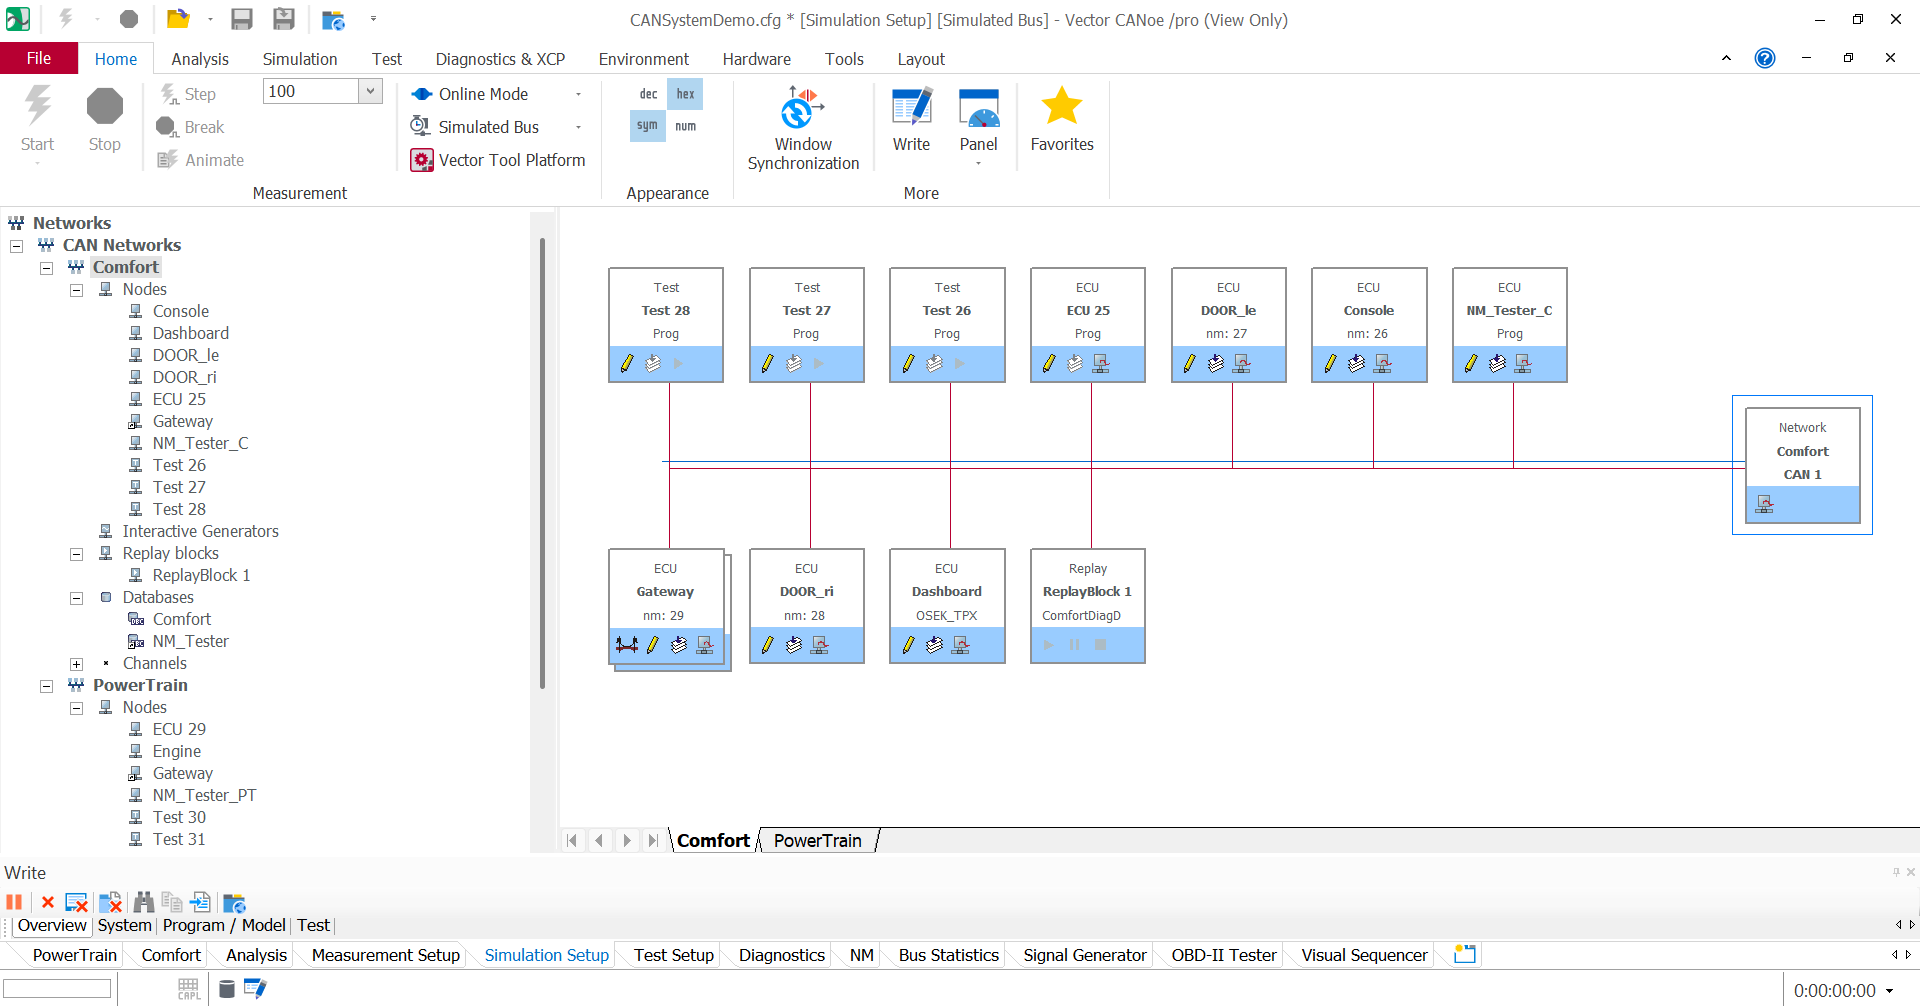 CANSystemDemo.cfg * [Simulation Setup] [Simulated Bus] - Vector CANoe /pro (View Only)
File Home Analysis Simulation Test Diagnostics & XCP Environment Hardware Tools Layout
Start
Stop
Step
Break
Animate
100
Online Mode
Simulated Bus
Vector Tool Platform
Measurement
dec hex
sym num
Appearance
Window
Synchronization
Write
Panel
More
Favorites
Networks
CAN Networks
Comfort
Nodes
Console
Dashboard
DOOR_le
DOOR_ri
ECU 25
Gateway
NM_Tester_C
Test 26
Test 27
Test 28
Interactive Generators
Replay blocks
ReplayBlock 1
Databases
Comfort
NM_Tester
Channels
PowerTrain
Nodes
ECU 29
Engine
Gateway
NM_Tester_PT
Test 30
Test 31
Test
Test 28
Prog
Test
Test 27
Prog
Test
Test 26
Prog
ECU
ECU 25
Prog
ECU
DOOR_le
nm: 27
ECU
Console
nm: 26
ECU
NM_Tester_C
Prog
Network
Comfort
CAN 1
ECU
Gateway
nm: 29
ECU
DOOR_ri
nm: 28
ECU
Dashboard
OSEK_TPX
Replay
ReplayBlock 1
ComfortDiagD
Comfort PowerTrain
Write
Overview System Program / Model Test
PowerTrain Comfort Analysis Measurement Setup Simulation Setup Test Setup Diagnostics NM Bus Statistics Signal Generator OBD-II Tester Visual Sequencer
CAPL
0:00:00:00